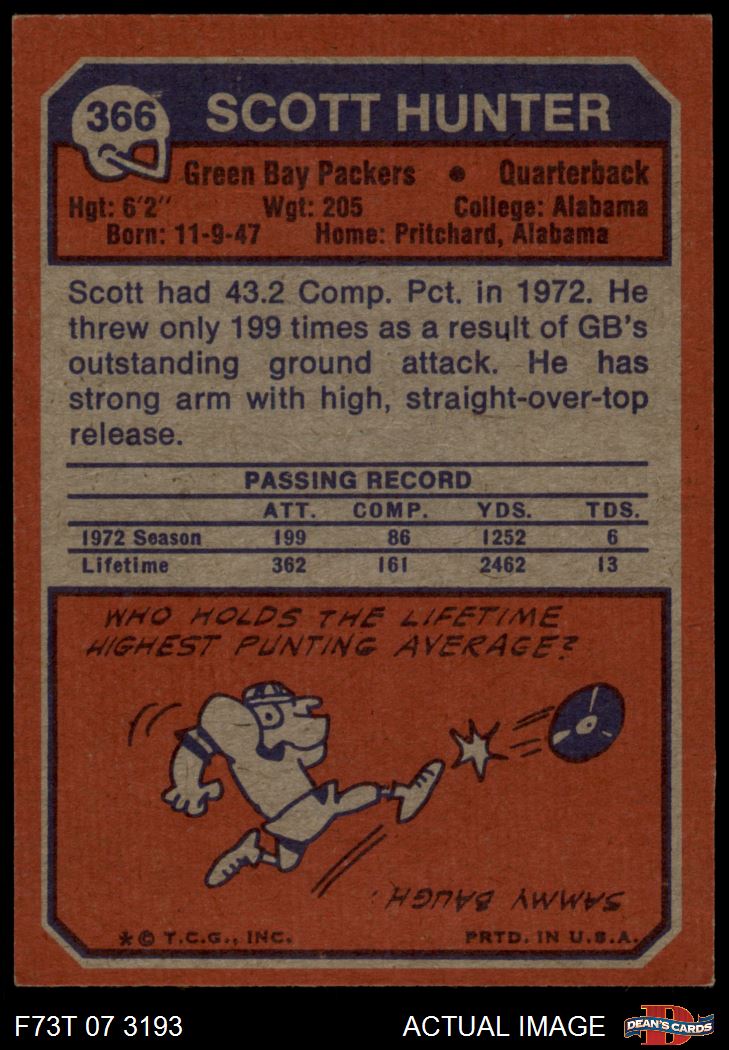 366 SCOTT HUNTER
Green Bay Packers • Quarterback
Hgt: 6'2" Wgt: 205 College: Alabama
Born: 11-9-47 Home: Pritchard, Alabama
Scott had 43.2 Comp. Pct. in 1972. He
threw only 199 times as a result of GB's
outstanding ground attack. He has
strong arm with high, straight-over-top
release.
PASSING RECORD
ATT. COMP. YDS. TDS.
1972 Season 199 86 1252 6
Lifetime 362 161 2462 13
WHO HOLDS THE LIFETIME
HIGHEST PUNTING AVERAGE?
SAMMY BAUGH.
*© T.C.G., INC. PRTD. IN U.S.A.
F73T 07 3193 ACTUAL IMAGE D DEAN'S CARDS